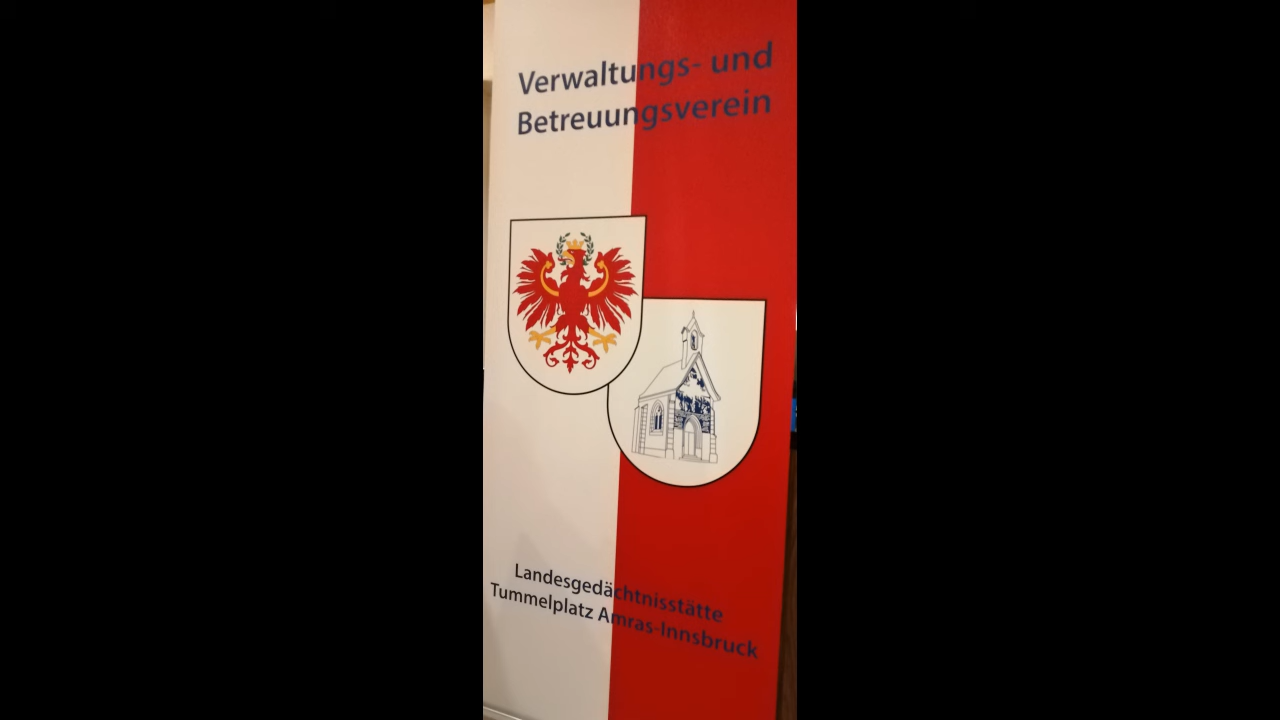 Verwaltungs- und
Betreuungsverein
Landesgedächtnisstätte
Tummelplatz Amras-Innsbruck